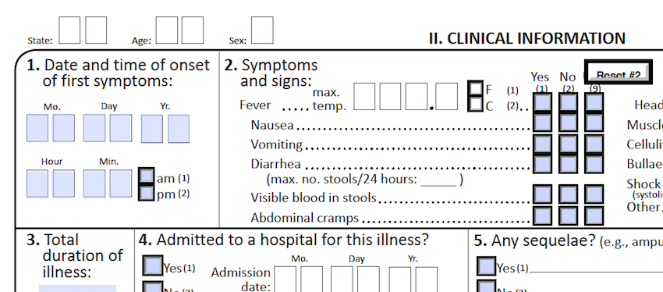 State: Age: Sex:
II. CLINICAL INFORMATION
1. Date and time of onset
of first symptoms:
Mo. Day Yr.
Hour Min.
am (1)
pm (2)
2. Symptoms
and signs:
Yes No
(1) (2) (9)
Reset #2
Fever ..... max. temp. . F (1)
C (2)..
Nausea
Vomiting
Diarrhea
(max. no. stools/24 hours: _____ )
Visible blood in stools
Abdominal cramps
Head
Muscl
Celluli
Bullae
Shock
(systoli
Other
3. Total
duration of
illness:
4. Admitted to a hospital for this illness?
Yes (1)
Admission
date:
Mo. Day Yr.
5. Any sequelae? (e.g., ampu
Yes (1)